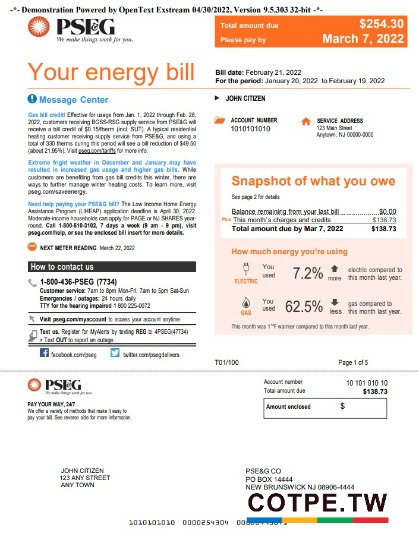 -*- Demonstration Powered by OpenText Exstream 04/30/2022, Version 9.5.303 32-bit -*-
PSEG
We make things work for you.
Total amount due $254.30
Please pay by March 7, 2022
Your energy bill
Bill date: February 21, 2022
For the period: January 20, 2022 to February 19, 2022
Message Center
Gas bill credit! Effective for usage from Jan. 1, 2022 through Feb. 28,
2022, customers receiving BGSS-RSG supply service from PSE&G will
receive a bill credit of $0.15/therm (incl. SUT). A typical residential
heating customer receiving supply service from PSE&G, and using a
total of 330 therms during this period will see a bill reduction of $49.50
(about 21.95%). Visit pseg.com/tariffs for more info.
Extreme frigid weather in December and January may have
resulted in increased gas usage and higher gas bills. While
customers are benefiting from gas bill credits this winter, there are
ways to further manage winter heating costs. To learn more, visit
pseg.com/saveenergy.
Need help paying your PSE&G bill? The Low Income Home Energy
Assistance Program (LIHEAP) application deadline is April 30, 2022.
Moderate-income households can apply for PAGE or NJ SHARES year-
round. Call 1-800-510-3102, 7 days a week (9 am - 9 pm), visit
pseg.com/help, or see the enclosed bill insert for more details.
NEXT METER READING March 22, 2022
How to contact us
1-800-436-PSEG (7734)
Customer service: 7am to 8pm Mon-Fri, 7am to 5pm Sat-Sun
Emergencies / outages: 24 hours daily
TTY for the hearing impaired 1 800 225-0072
Visit pseg.com/myaccount to access your account anytime
Text us. Register for MyAlerts by texting REG to 4PSEG(47734)
> Text OUT to report an outage.
facebook.com/pseg twitter.com/psegdelivers
JOHN CITIZEN
ACCOUNT NUMBER
1010101010
SERVICE ADDRESS
123 Main Street
Anytown, NJ 00000-0000
Snapshot of what you owe
See page 2 for details
Balance remaining from your last bill $0.00
Plus This month's charges and credits $138.73
Total amount due by Mar 7, 2022 $138.73
How much energy you're using
ELECTRIC
You used 7.2% more
electric compared to
this month last year.
GAS
You used 62.5% less
gas compared to
this month last year.
This month was 1°F warmer compared to this month last year.
T01/100 Page 1 of 5
PSEG
We make things work for you.
PAY YOUR WAY, 24/7
We offer a variety of methods that make it easy to
pay your bill. See reverse side for more information.
Account number 10 101 010 10
Total amount due $138.73
Amount enclosed $
JOHN CITIZEN
123 ANY STREET
ANY TOWN
PSE&G CO
PO BOX 14444
NEW BRUNSWICK NJ 08906-4444
COTPE.TW
1010101010 0000254304